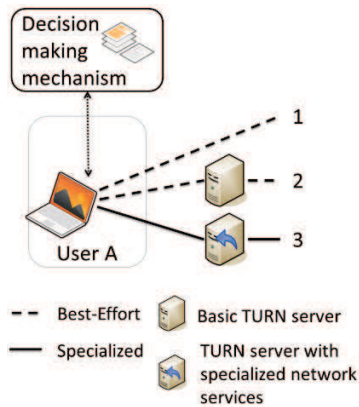 Decision
making
mechanism
1
2
3
User A
Best-Effort
Basic TURN server
Specialized
TURN server with
specialized network
services